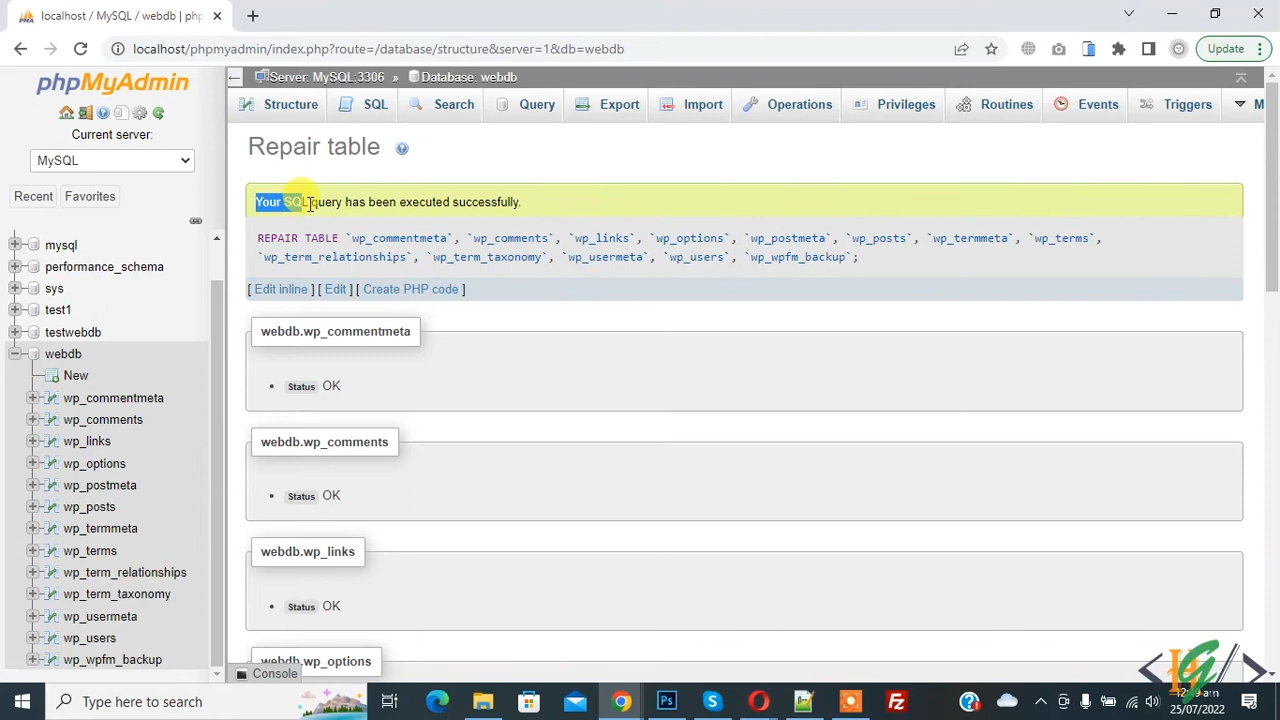 localhost / MySQL / webdb | php
localhost/phpmyadmin/index.php?route=/database/structure&server=1&db=webdb
Update
phpMyAdmin
Current server:
MySQL
Recent
Favorites
mysql
performance_schema
sys
test1
testwebdb
webdb
New
wp_commentmeta
wp_comments
wp_links
wp_options
wp_postmeta
wp_posts
wp_termmeta
wp_terms
wp_term_relationships
wp_term_taxonomy
wp_usermeta
wp_users
wp_wpfm_backup
Server: MySQL:3306 » Database: webdb
Structure SQL Search Query Export Import Operations Privileges Routines Events Triggers M
Repair table
Your SQL query has been executed successfully.
REPAIR TABLE `wp_commentmeta`, `wp_comments`, `wp_links`, `wp_options`, `wp_postmeta`, `wp_posts`, `wp_termmeta`, `wp_terms`,
`wp_term_relationships`, `wp_term_taxonomy`, `wp_usermeta`, `wp_users`, `wp_wpfm_backup`;
[ Edit inline ] [ Edit ] [ Create PHP code ]
webdb.wp_commentmeta
Status OK
webdb.wp_comments
Status OK
webdb.wp_links
Status OK
webdb.wp_options
Console
Type here to search
25/07/2022